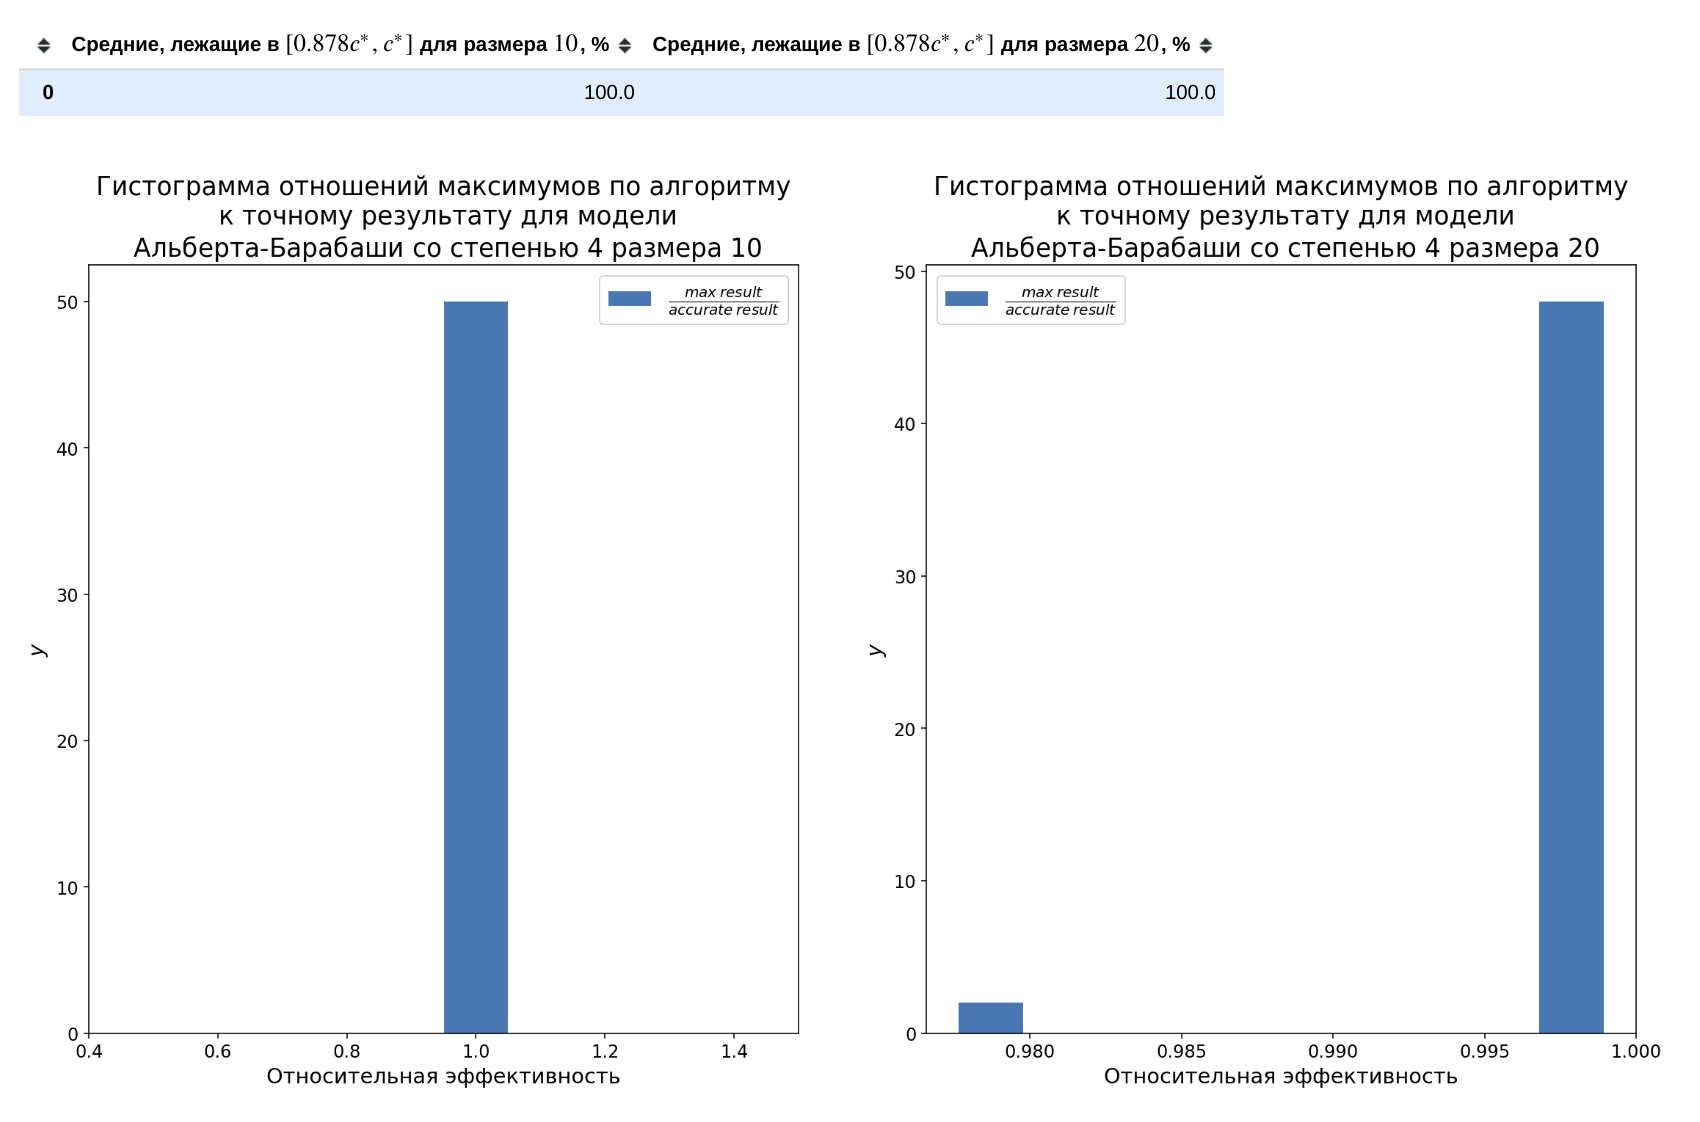 Средние, лежащие в [0.878c*, c*] для размера 10, % Средние, лежащие в [0.878c*, c*] для размера 20, %
0 100.0 100.0
Гистограмма отношений максимумов по алгоритму
к точному результату для модели
Альберта-Барабаши со степенью 4 размера 10
max result
accurate result
50
40
30
20
10
0
y
0.4 0.6 0.8 1.0 1.2 1.4
Относительная эффективность
Гистограмма отношений максимумов по алгоритму
к точному результату для модели
Альберта-Барабаши со степенью 4 размера 20
max result
accurate result
50
40
30
20
10
0
y
0.980 0.985 0.990 0.995 1.000
Относительная эффективность